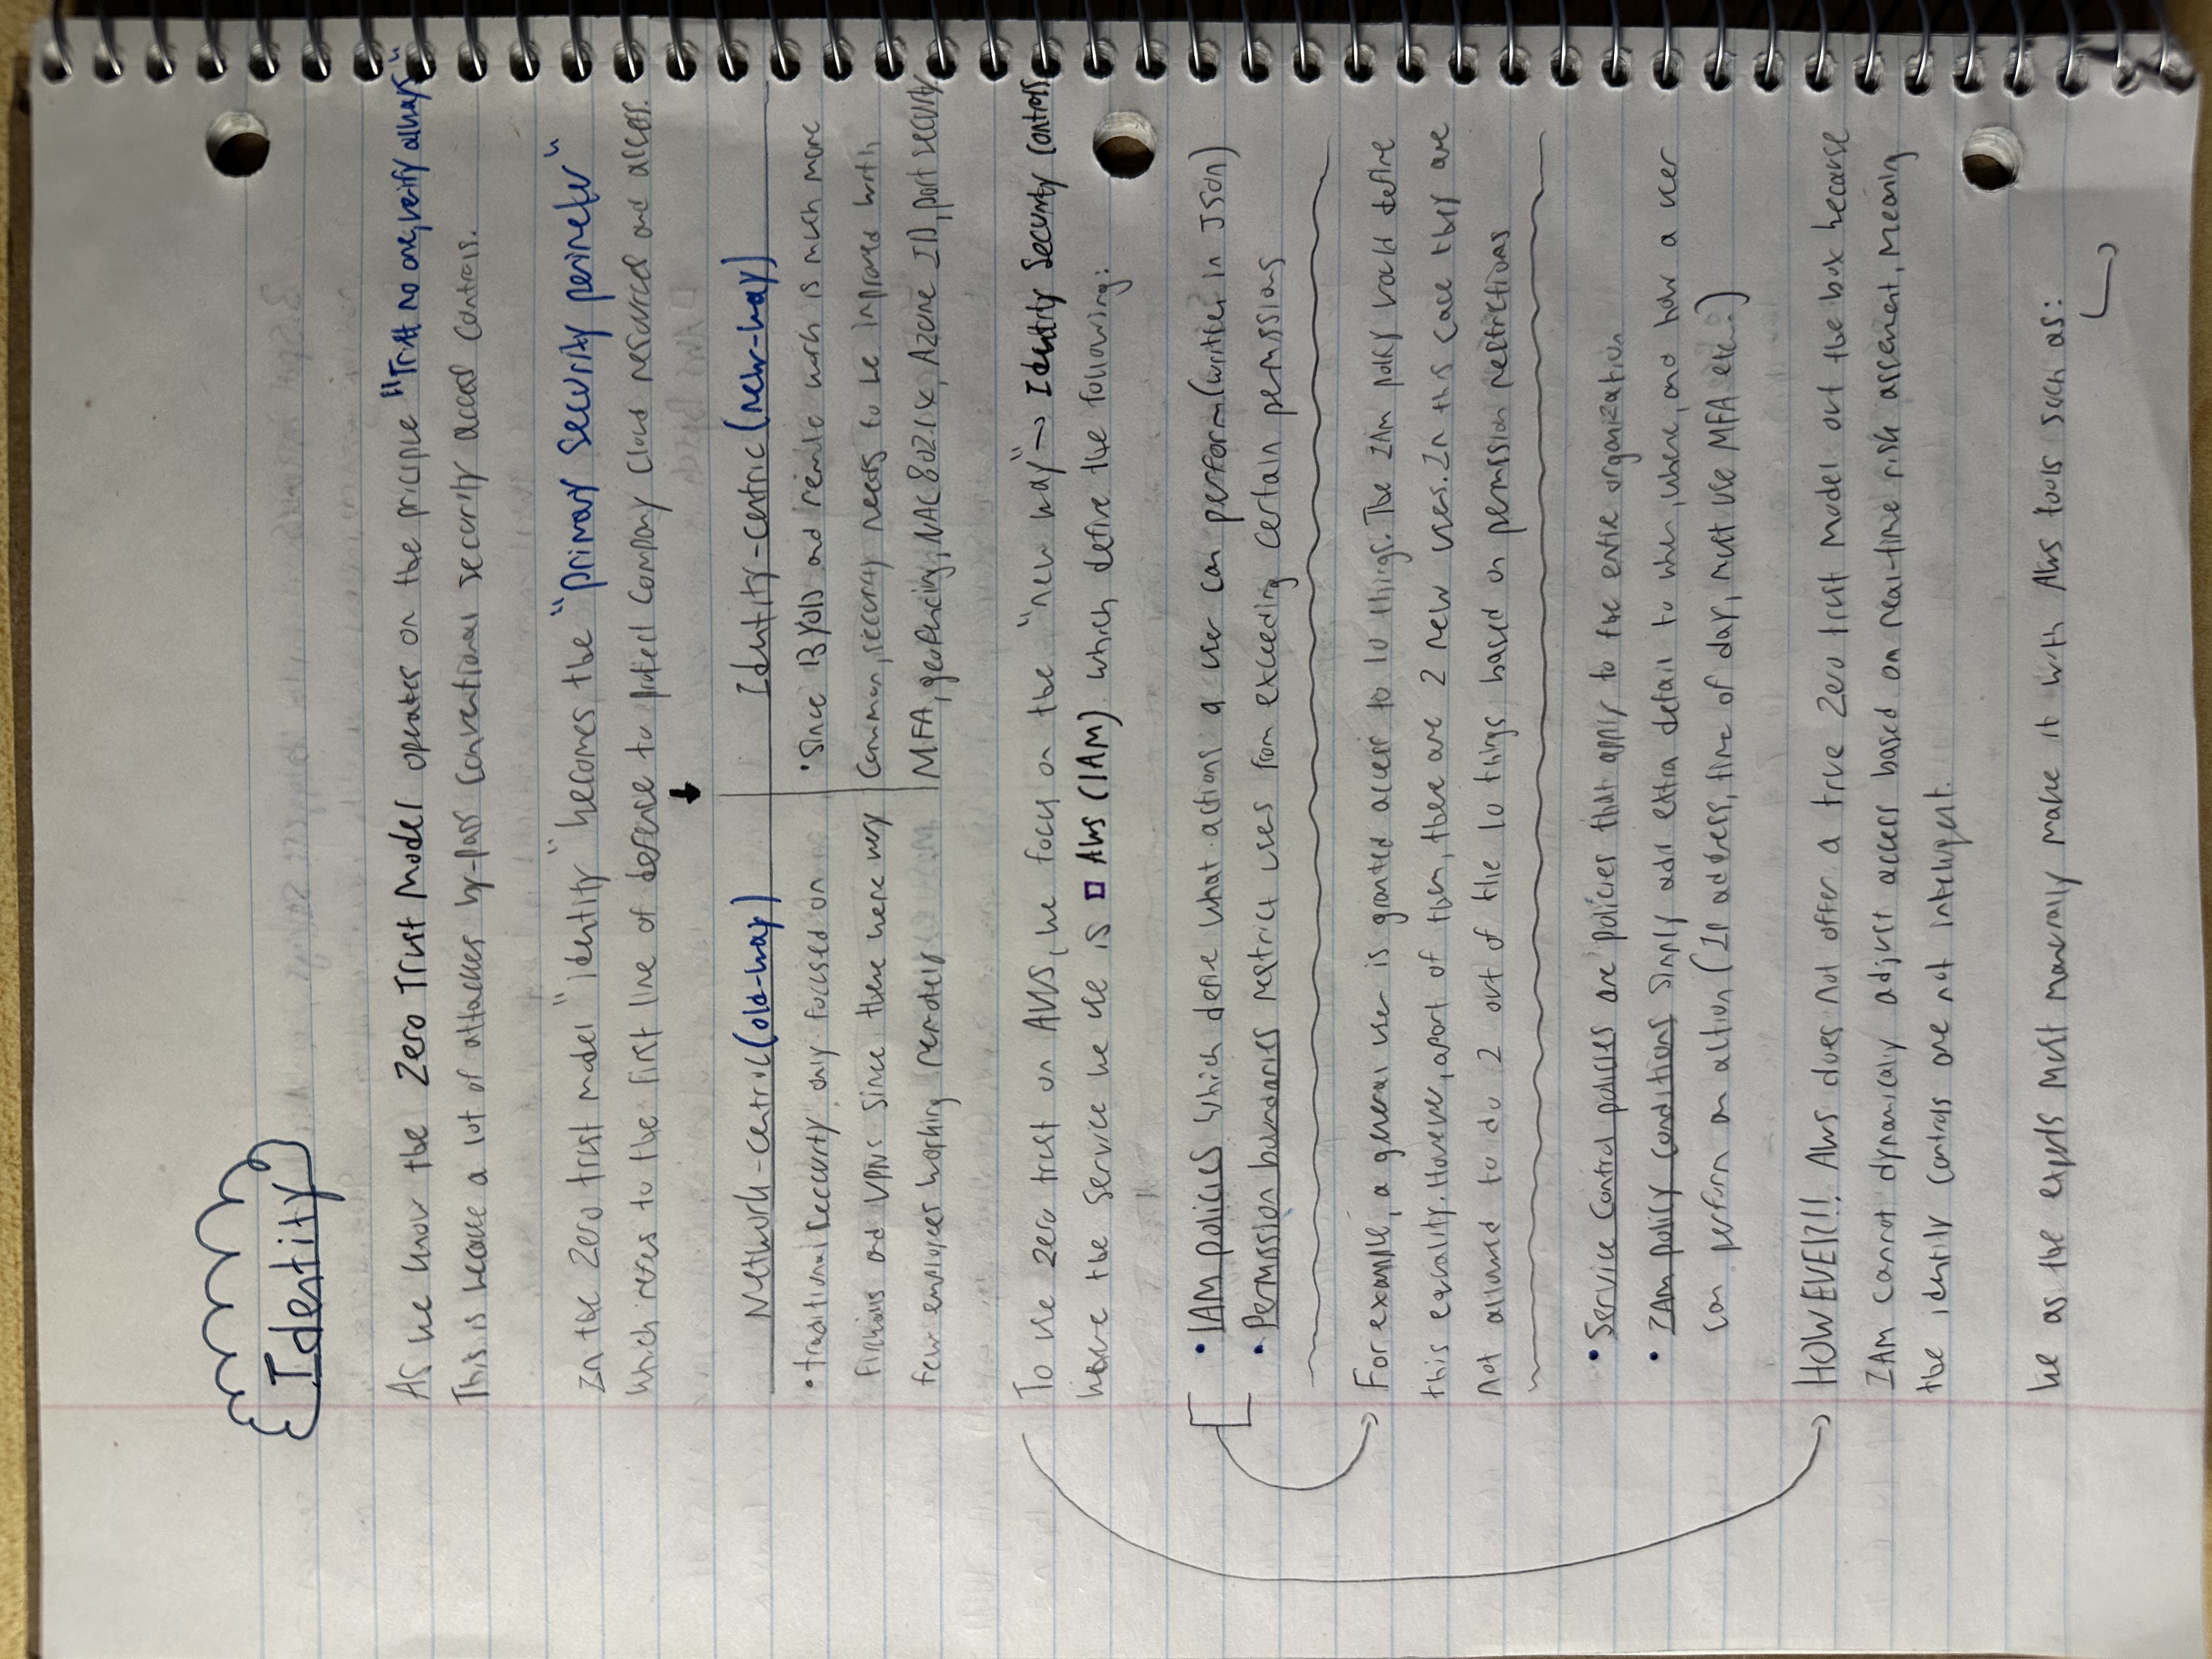 Identity
As we know the Zero Trust Model operates on the principle "Trust no one, verify always"
This is because a lot of attackers by-pass conventional security access controls.
In the Zero trust model "identity" becomes the "primary security perimeter"
which refers to the first line of defense to protect company cloud resources and access.
Network-centric (old-way)
• traditional security only focused on
firewalls and VPNs since there were very
few employees working remotely
Identity-centric (new-way)
• Since BYOD and remote work is much more
common, security needs to be improved with
MFA, geofencing, NAC 802.1x, Azure ID, port security
To use zero trust on AWS, we focus on the "new way" → Identity Security Controls
where the service we use is AWS (IAM) which define the following:
• IAM policies which define what actions a user can perform (written in JSon)
• Permission boundaries restrict users from exceeding certain permissions
For example, a general user is granted access to 10 things. The IAM policy would define
this equality. However, apart of them, there are 2 new users. In this case they are
not allowed to do 2 out of the 10 things based on permission restrictions
• Service Control policies are policies that apply to the entire organization
• IAM policy conditions simply add extra detail to when, where, and how a user
can perform an action (IP address, time of day, must use MFA etc...)
HOWEVER!!! AWS does not offer a true Zero trust Model out the box because
IAM cannot dynamically adjust access based on real-time risk assesment, meaning
the identity controls are not intelligent.
We as the experts must manually make it with AWS tools such as: